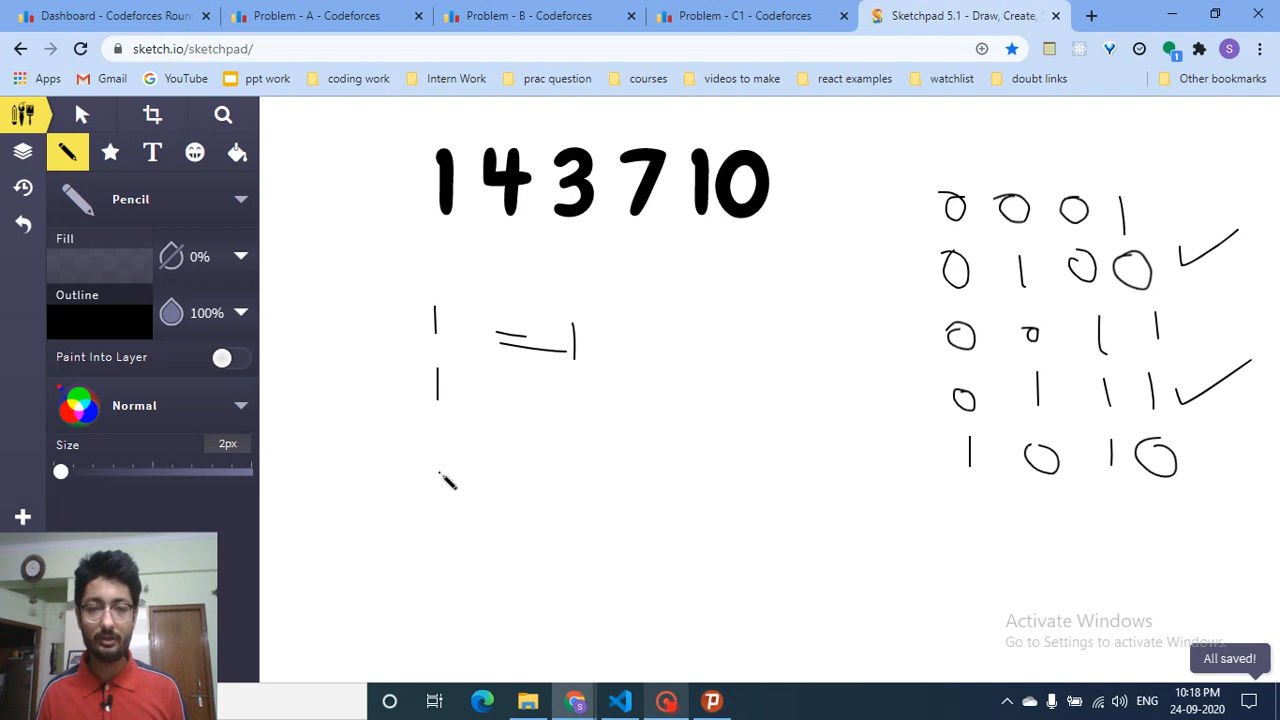 Dashboard - Codeforces Roun
Problem - A - Codeforces
Problem - B - Codeforces
Problem - C1 - Codeforces
Sketchpad 5.1 - Draw, Create,
sketch.io/sketchpad/
S
1
Apps
Gmail
YouTube
ppt work
coding work
Intern Work
prac question
courses
videos to make
react examples
watchlist
doubt links
Other bookmarks
Pencil
Fill
0%
Outline
100%
Paint Into Layer
Normal
Size
2px
1 4 3 7 10
1 = 1
1
0 0 0 1
0 1 0 0 ✓
0 0 1 1
0 1 1 1 ✓
1 0 1 0
Activate Windows
Go to Settings to activate Windows.
All saved!
ENG
10:18 PM
24-09-2020